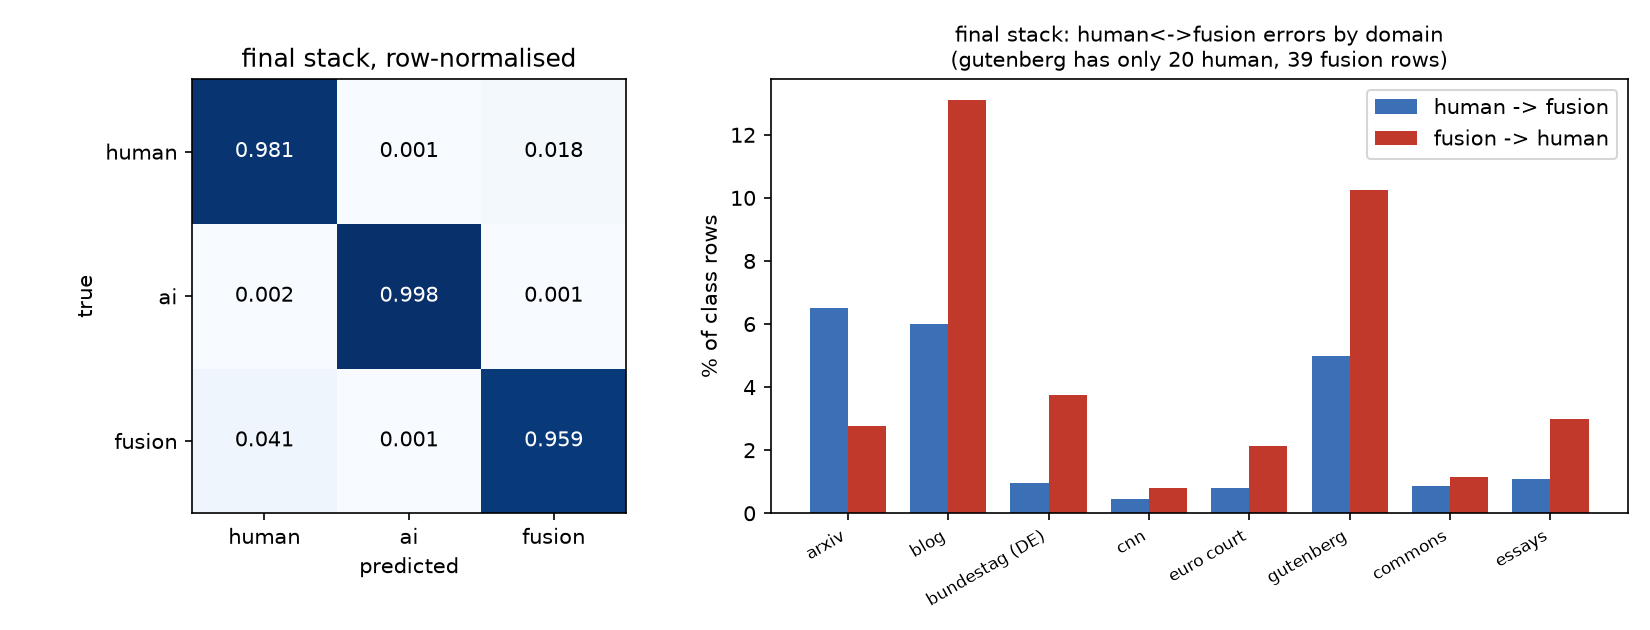 final stack, row-normalised
true
human
ai
fusion
0.981 0.001 0.018
0.002 0.998 0.001
0.041 0.001 0.959
human ai fusion
predicted
final stack: human<->fusion errors by domain
(gutenberg has only 20 human, 39 fusion rows)
human -> fusion
fusion -> human
% of class rows
12
10
8
6
4
2
0
arxiv
blog
bundestag (DE)
cnn
euro court
gutenberg
commons
essays